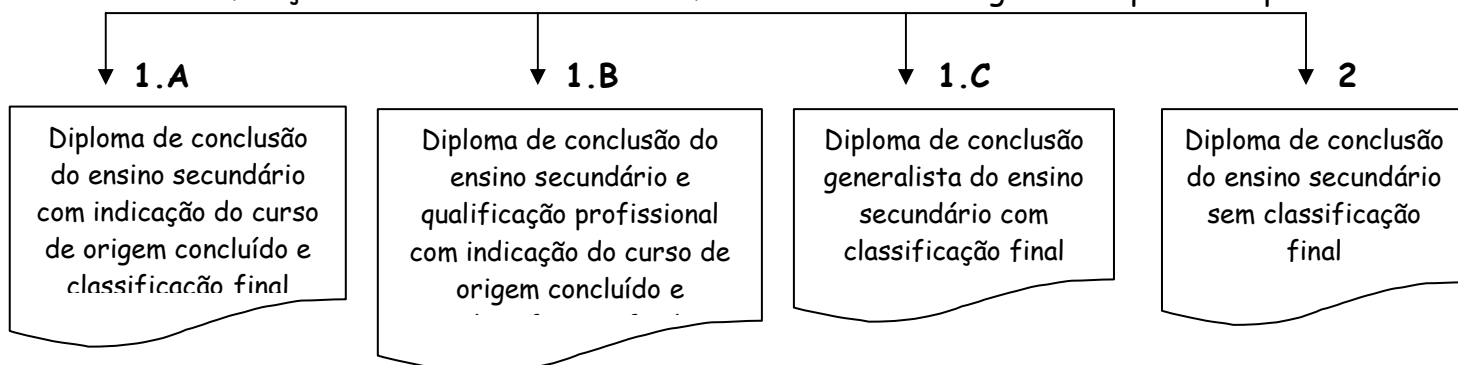 1.A
1.B
1.C
2
Diploma de conclusão
do ensino secundário
com indicação do curso
de origem concluído e
classificação final
Diploma de conclusão do
ensino secundário e
qualificação profissional
com indicação do curso de
origem concluído e
Diploma de conclusão
generalista do ensino
secundário com
classificação final
Diploma de conclusão
do ensino secundário
sem classificação
final